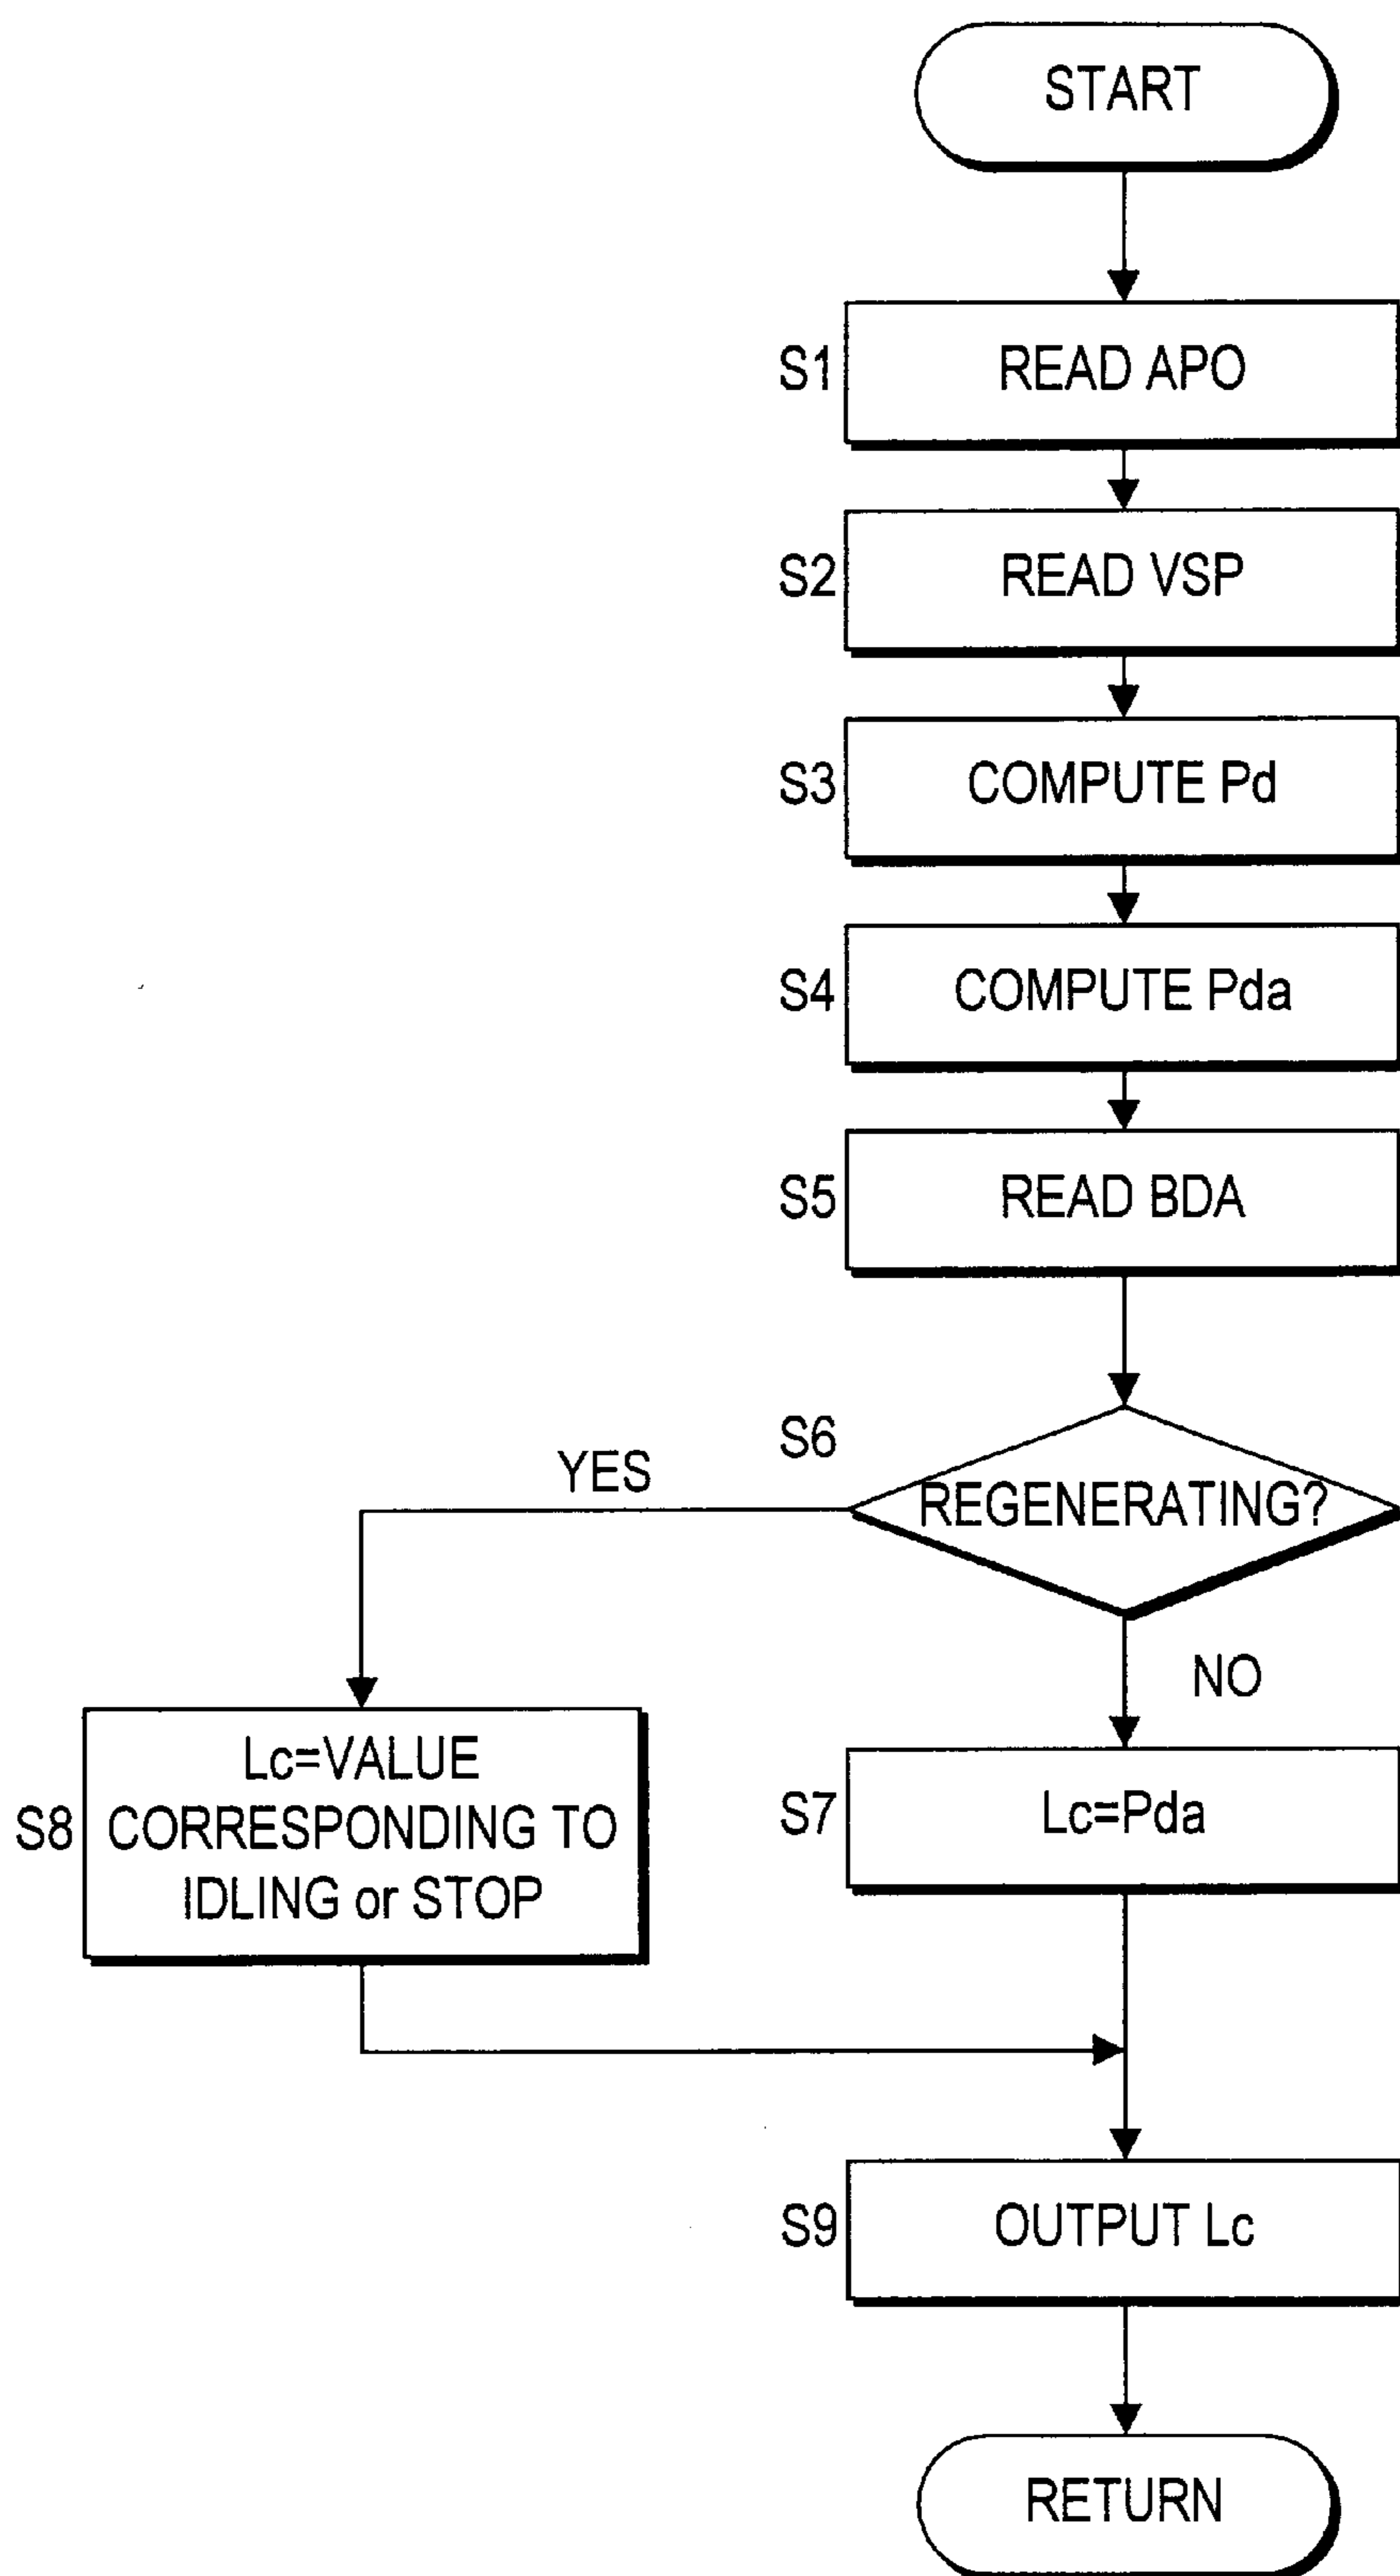 START
S1
READ APO
S2
READ VSP
S3
COMPUTE Pd
S4
COMPUTE Pda
S5
READ BDA
S6
REGENERATING?
YES
NO
S8
Lc=VALUE
CORRESPONDING TO
IDLING or STOP
S7
Lc=Pda
S9
OUTPUT Lc
RETURN